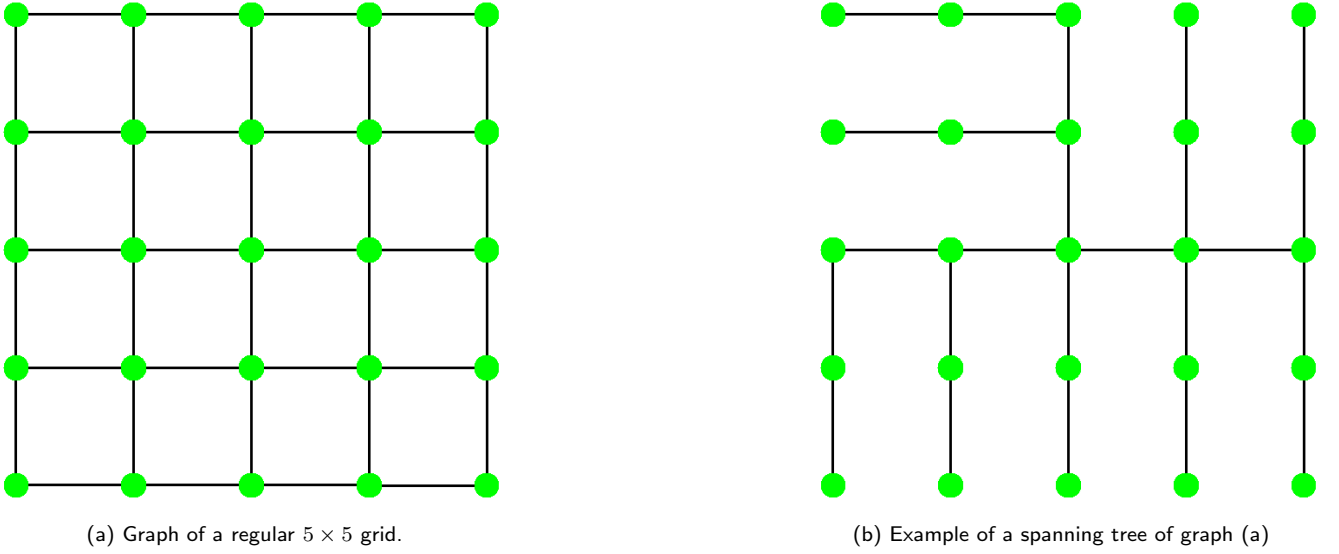 (a) Graph of a regular 5 × 5 grid.
(b) Example of a spanning tree of graph (a)